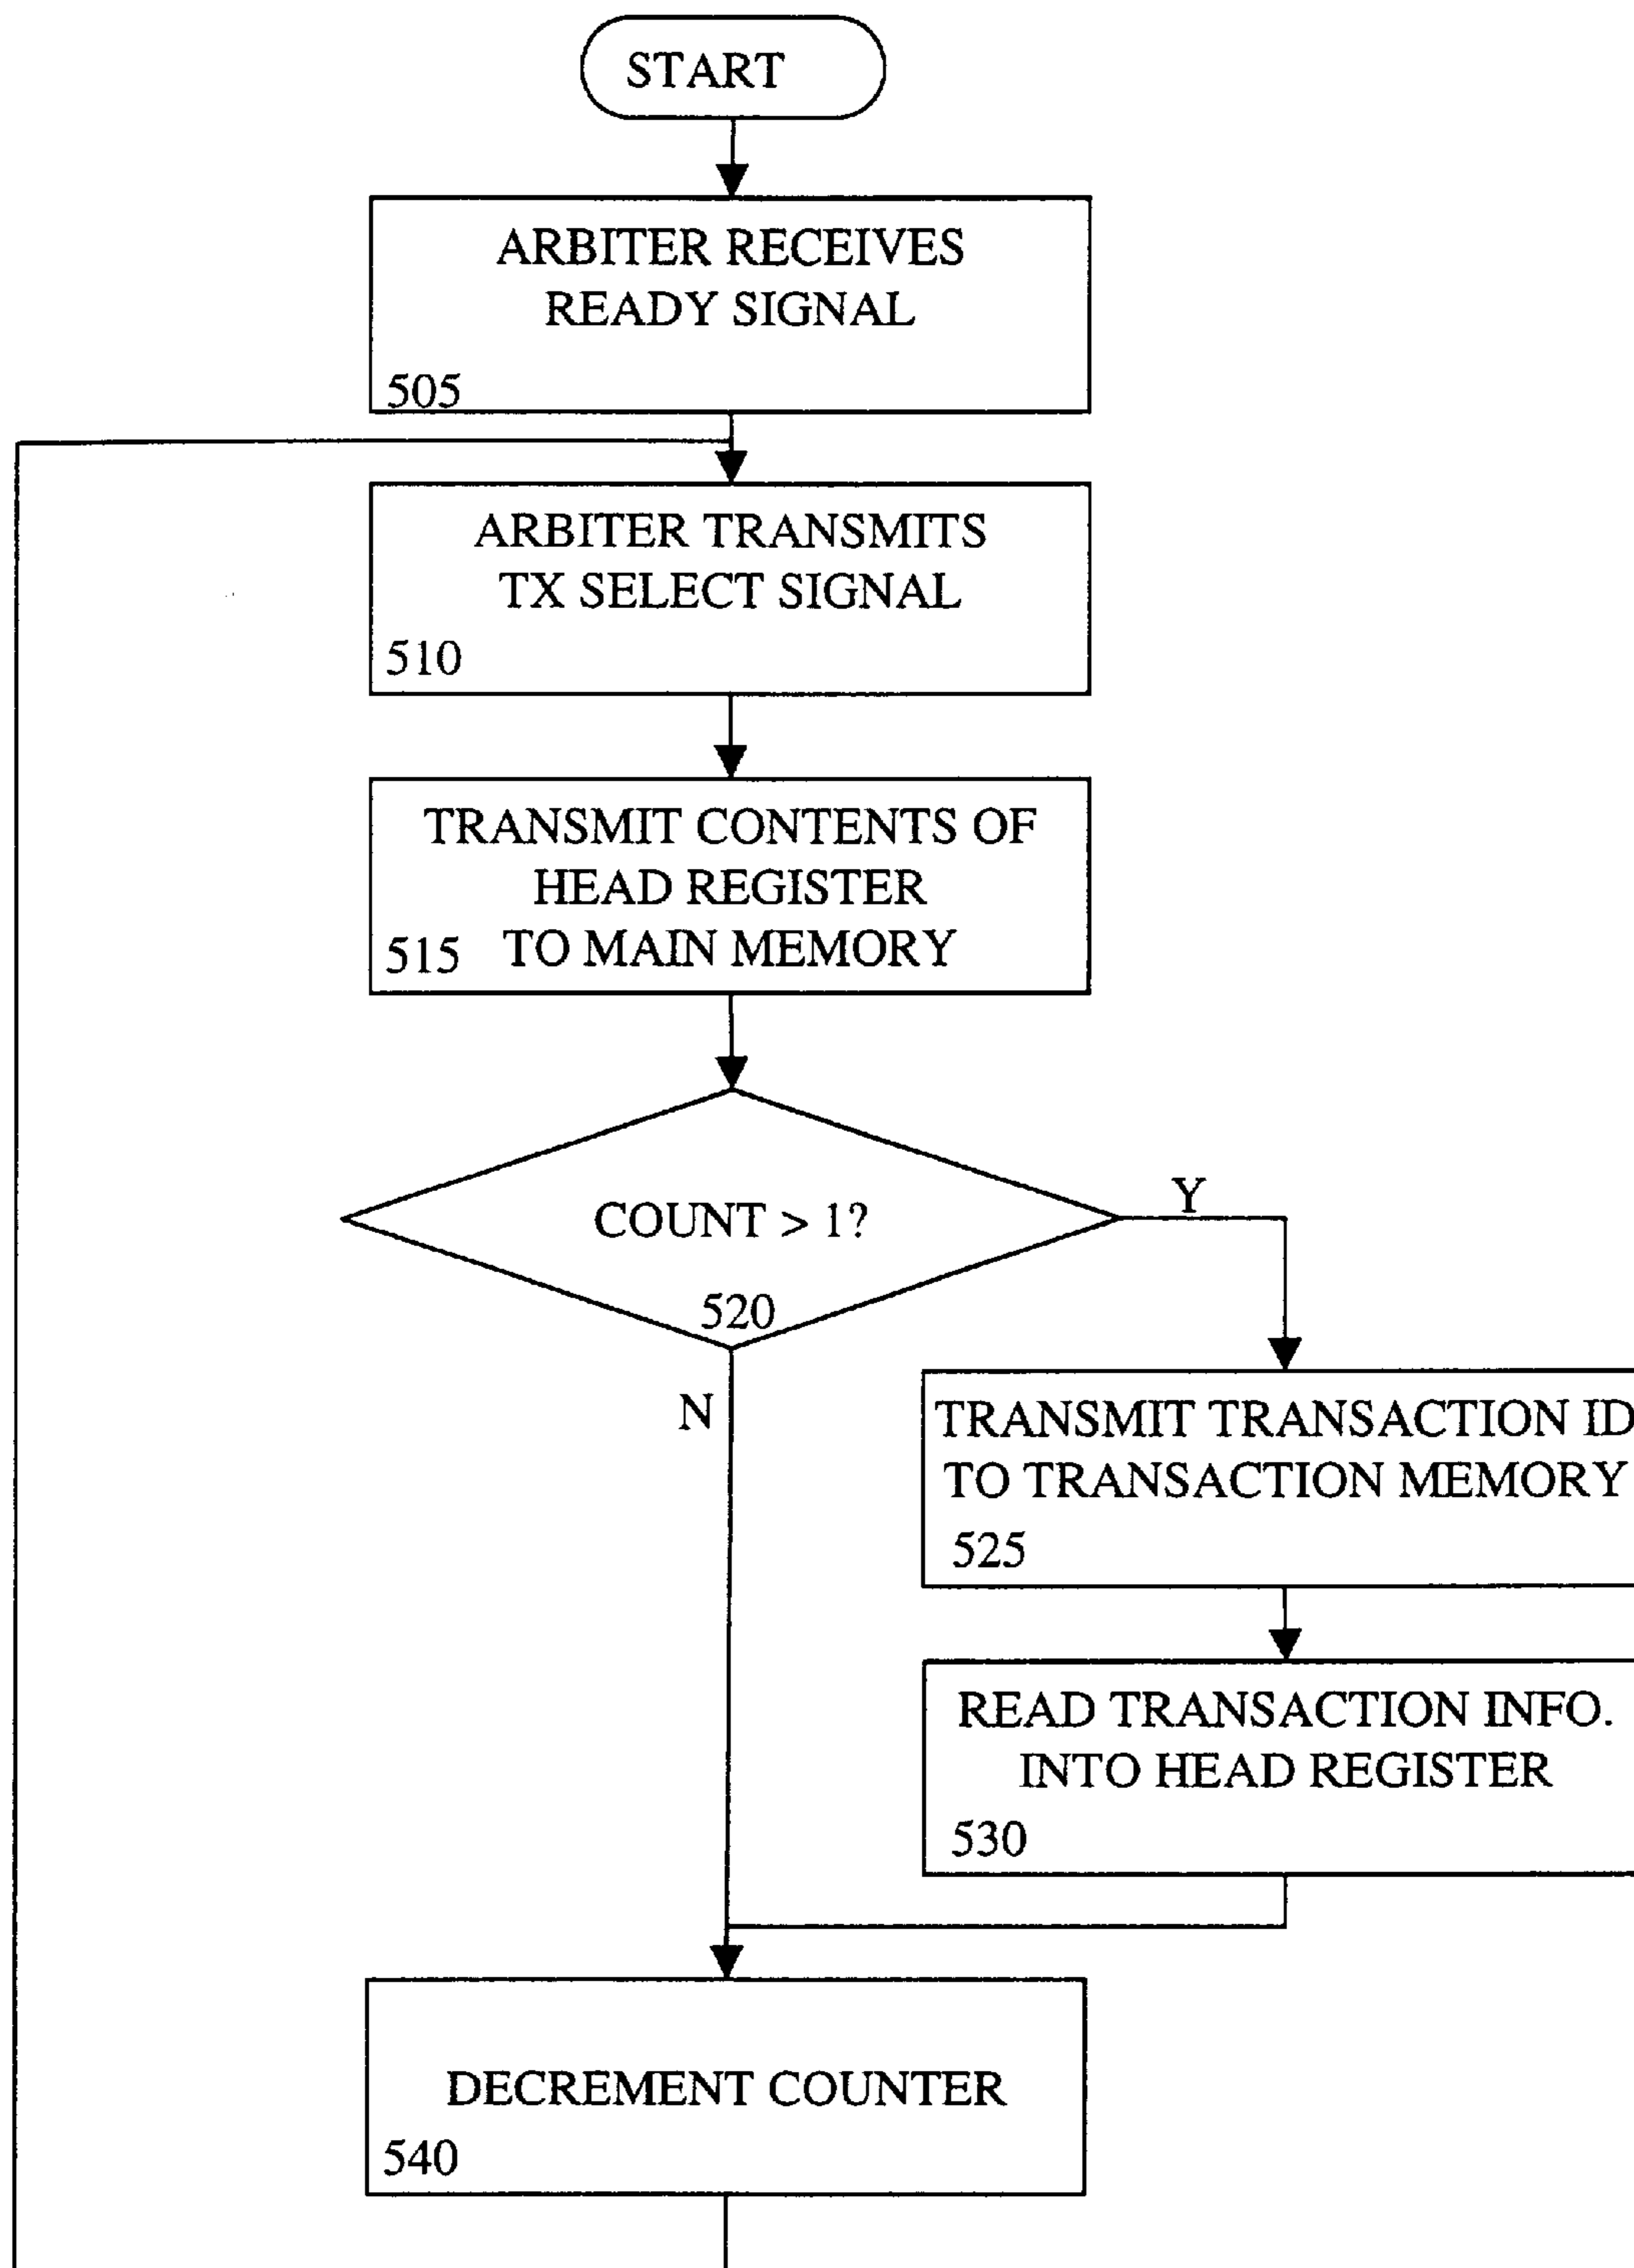 START
ARBITER RECEIVES
READY SIGNAL
505
ARBITER TRANSMITS
TX SELECT SIGNAL
510
TRANSMIT CONTENTS OF
HEAD REGISTER
515 TO MAIN MEMORY
COUNT > 1?
520
Y
N
TRANSMIT TRANSACTION ID
TO TRANSACTION MEMORY
525
READ TRANSACTION INFO.
INTO HEAD REGISTER
530
DECREMENT COUNTER
540